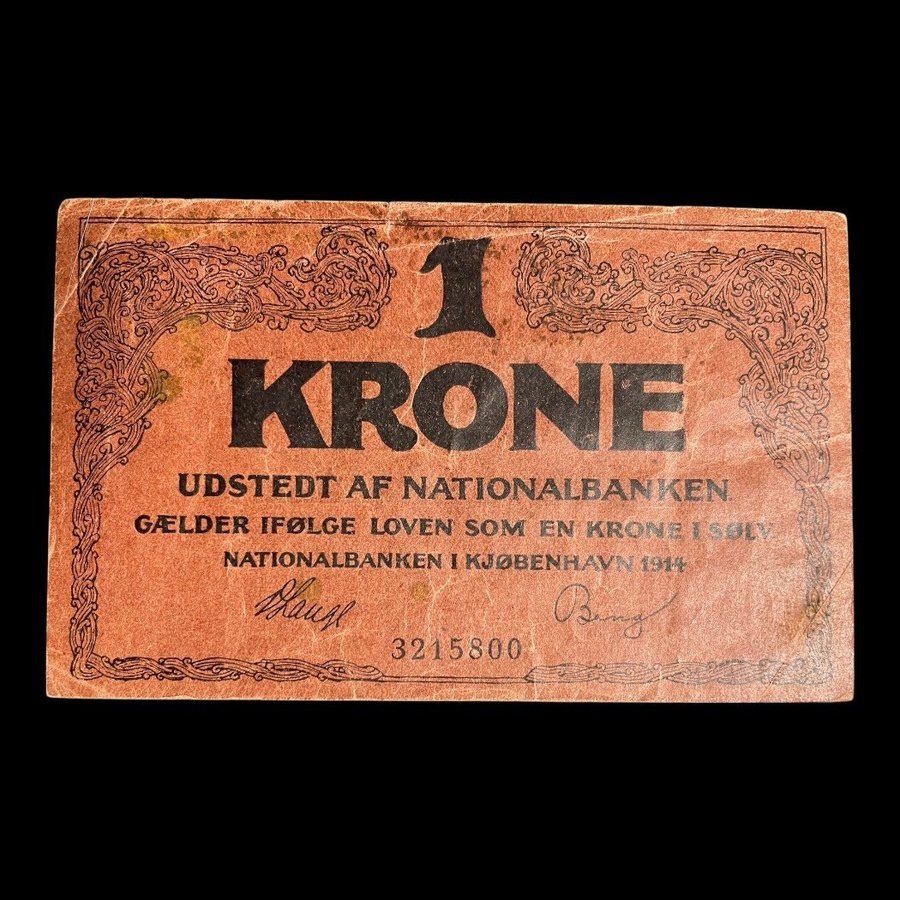 1
KRONE
UDSTEDT AF NATIONALBANKEN.
GÆLDER IFØLGE LOVEN SOM EN KRONE I SØLV.
NATIONALBANKEN I KJØBENHAVN 1914
3215800